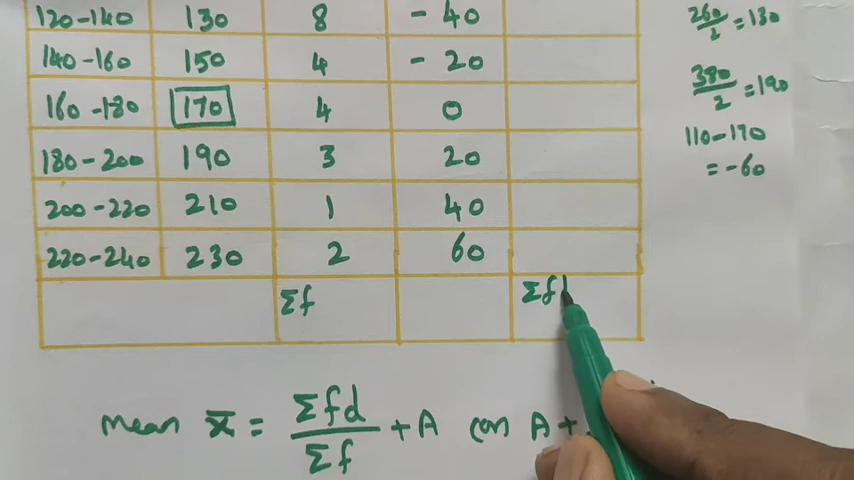 120-140 130 8 - 40
140-160 150 4 - 20
160-180 170 4 0
180-200 190 3 20
200-220 210 1 40
220-240 230 2 60
Σf Σf
260/2 = 130
380/2 = 190
110-170
= -60
mean x̄ = Σfd/Σf + A (or) A +